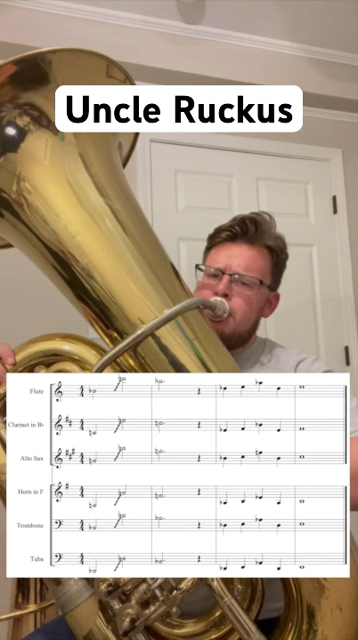 Uncle Ruckus
Flute
Clarinet in B♭
Alto Sax
Horn in F
Trombone
Tuba